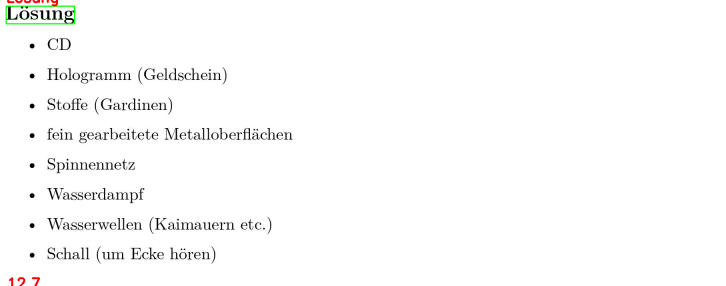 Lösung
Lösung
• CD
• Hologramm (Geldschein)
• Stoffe (Gardinen)
• fein gearbeitete Metalloberflächen
• Spinnennetz
• Wasserdampf
• Wasserwellen (Kaimauern etc.)
• Schall (um Ecke hören)
12.7